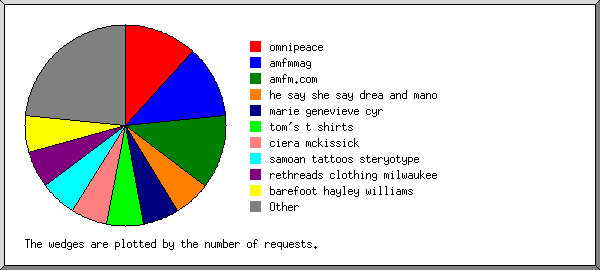 omnipeace
amfmmag
amfm.com
he say she say drea and mano
marie genevieve cyr
tom's t shirts
ciera mckissick
samoan tattoos steryotype
rethreads clothing milwaukee
barefoot hayley williams
Other
The wedges are plotted by the number of requests.